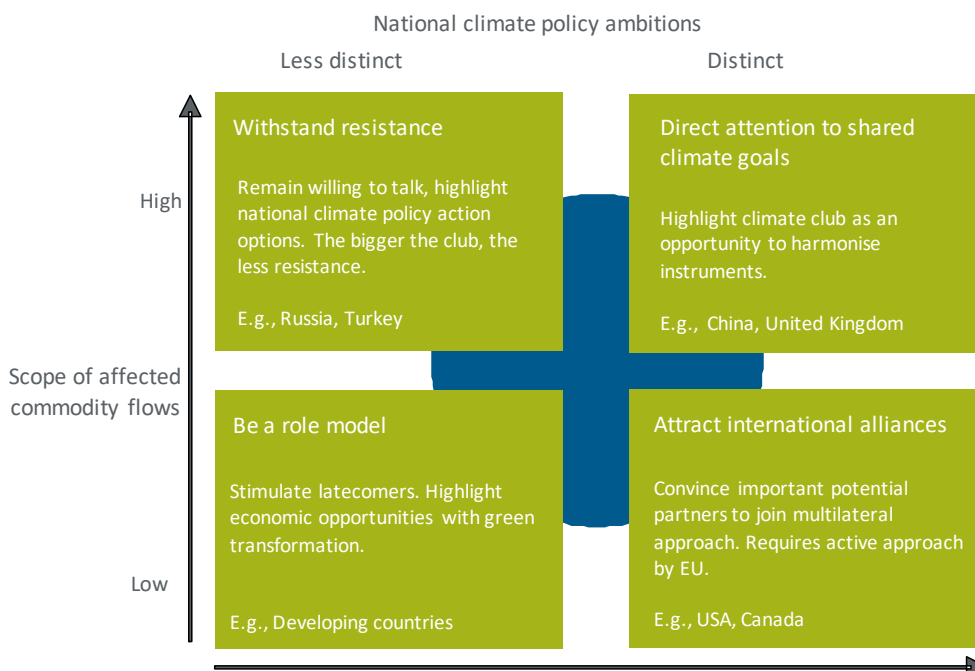 National climate policy ambitions
Less distinct
Distinct
High
Scope of affected
commodity flows
Low
Withstand resistance
Remain willing to talk, highlight
national climate policy action
options. The bigger the club, the
less resistance.
E.g., Russia, Turkey
Direct attention to shared
climate goals
Highlight climate club as an
opportunity to harmonise
instruments.
E.g., China, United Kingdom
Be a role model
Stimulate latecomers. Highlight
economic opportunities with green
transformation.
E.g., Developing countries
Attract international alliances
Convince important potential
partners to join multilateral
approach. Requires active approach
by EU.
E.g., USA, Canada